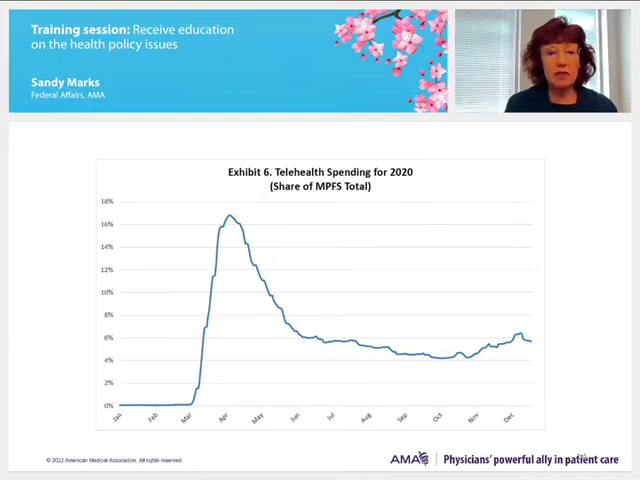 Training session: Receive education
on the health policy issues
Sandy Marks
Federal Affairs, AMA
Exhibit 6. Telehealth Spending for 2020
(Share of MPFS Total)
18%
16%
14%
12%
10%
8%
6%
4%
2%
0%
Jan Feb Mar Apr May Jun Jul Aug Sep Oct Nov Dec
© 2022 American Medical Association. All rights reserved.
AMA Physicians' powerful ally in patient care